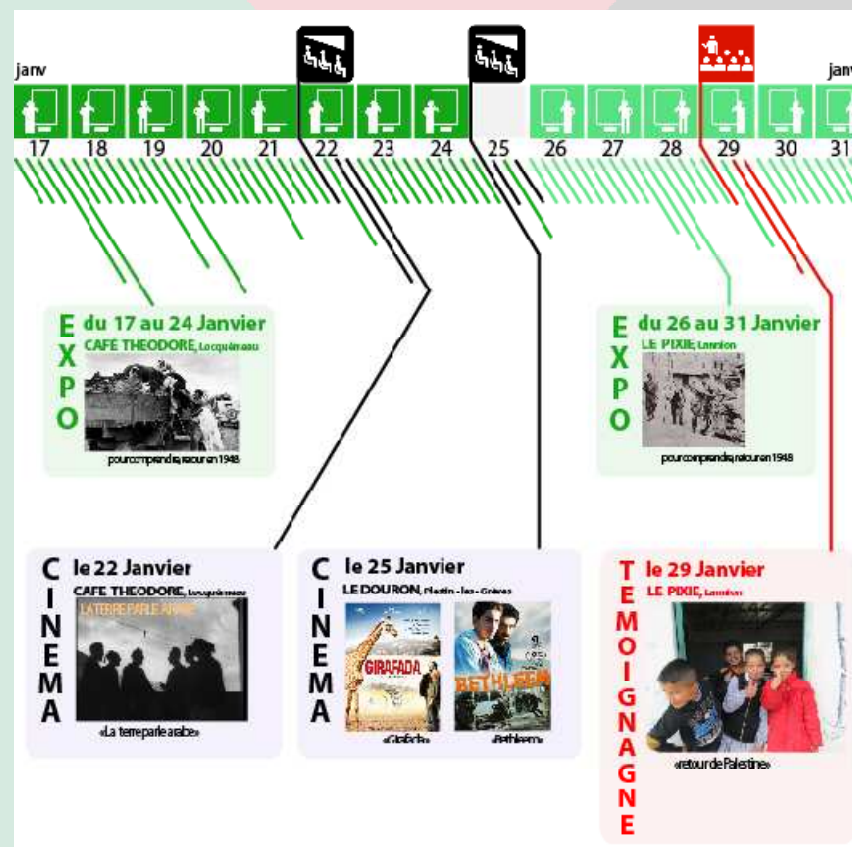 janv
jan
17 18 19 20 21 22 23 24 25 26 27 28 29 30 31
EXPO
du 17 au 24 Janvier
CAFE THEODORE, Locquémeau
pour comprendre, retour en 1948
EXPO
du 26 au 31 Janvier
LE PIXIE, Lannion
pour comprendre, retour en 1948
CINEMA
le 22 Janvier
CAFE THEODORE, Locquémeau
LA TERRE PARLE ARABE
«La terre parle arabe»
CINEMA
le 25 Janvier
LE DOURON, Plestin-les-Grèves
GIRAFADA
BETHLEEM
«Girafada»
«Bethleem»
TEMOIGNAGNE
le 29 Janvier
LE PIXIE, Lannion
«retour de Palestine»